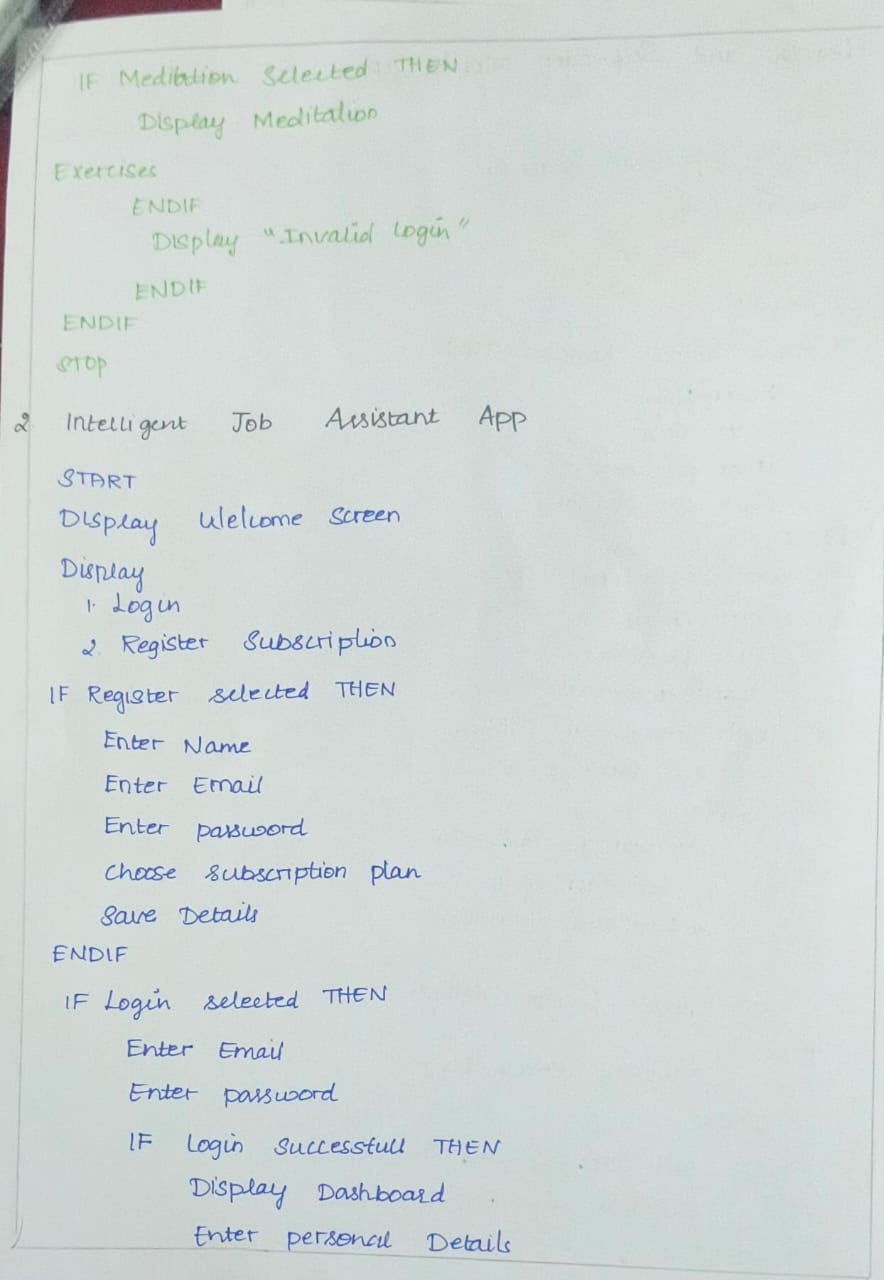 IF Meditation Selected THEN
Display Meditation
Exercises
ENDIF
Display "Invalid Login"
ENDIF
ENDIF
STOP
2 Intelligent Job Assistant App
START
Display Welcome Screen
Display
1. Login
2. Register Subscription
IF Register selected THEN
Enter Name
Enter Email
Enter password
Choose subscription plan
Save Details
ENDIF
IF Login selected THEN
Enter Email
Enter password
IF Login Successfull THEN
Display Dashboard
Enter personal Details